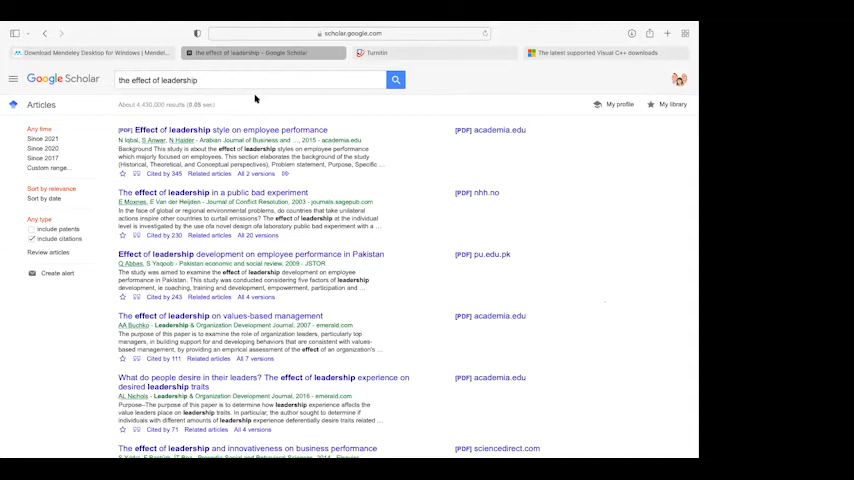 scholar.google.com
Download Mendeley Desktop for Windows | Mendel...
the effect of leadership - Google Scholar
Turnitin
The latest supported Visual C++ downloads
Google Scholar
the effect of leadership
Articles
About 4,430,000 results (0.08 sec)
My profile
My library
Any time
Since 2021
Since 2020
Since 2017
Custom range...
Sort by relevance
Sort by date
Any type
include patents
include citations
Review articles
Create alert
[PDF] Effect of leadership style on employee performance
N Iqbal, S Anwar, N Haider - Arabian Journal of Business and ..., 2015 - academia.edu
Background This study is about the effect of leadership styles on employee performance
which majorly focused on employees. This section elaborates the background of the study
(Historical, Theoretical, and Conceptual perspectives), Problem statement, Purpose, Specific ...
Cited by 345 Related articles All 2 versions
[PDF] academia.edu
The effect of leadership in a public bad experiment
E Moxnes, E Van der Heijden - Journal of Conflict Resolution, 2003 - journals.sagepub.com
In the face of global or regional environmental problems, do countries that take unilateral
actions inspire other countries to curtail emissions? The effect of leadership at the individual
level is investigated by the use of novel design of a laboratory public bad experiment with a ...
Cited by 230 Related articles All 20 versions
[PDF] nhh.no
Effect of leadership development on employee performance in Pakistan
Q Abbas, S Yaqoob - Pakistan economic and social review, 2009 - JSTOR
The study was aimed to examine the effect of leadership development on employee
performance in Pakistan. This study was conducted considering five factors of leadership
development, ie coaching, training and development, empowerment, participation and ...
Cited by 243 Related articles All 4 versions
[PDF] pu.edu.pk
The effect of leadership on values-based management
AA Buchko - Leadership & Organization Development Journal, 2007 - emerald.com
The purpose of this paper is to examine the role of organization leaders, particularly top
managers, in building support for and developing behaviors that are consistent with values-
based management, by providing an empirical assessment of the effect of an organization's ...
Cited by 111 Related articles All 7 versions
[PDF] academia.edu
What do people desire in their leaders? The effect of leadership experience on
desired leadership traits
AL Nichols - Leadership & Organization Development Journal, 2016 - emerald.com
Purpose–The purpose of this paper is to determine how leadership experience affects the
value leaders place on leadership traits. In particular, the author sought to determine if
individuals with different amounts of leadership experience deferentially desire traits related ...
Cited by 71 Related articles All 4 versions
[PDF] academia.edu
The effect of leadership and innovativeness on business performance
[PDF] sciencedirect.com